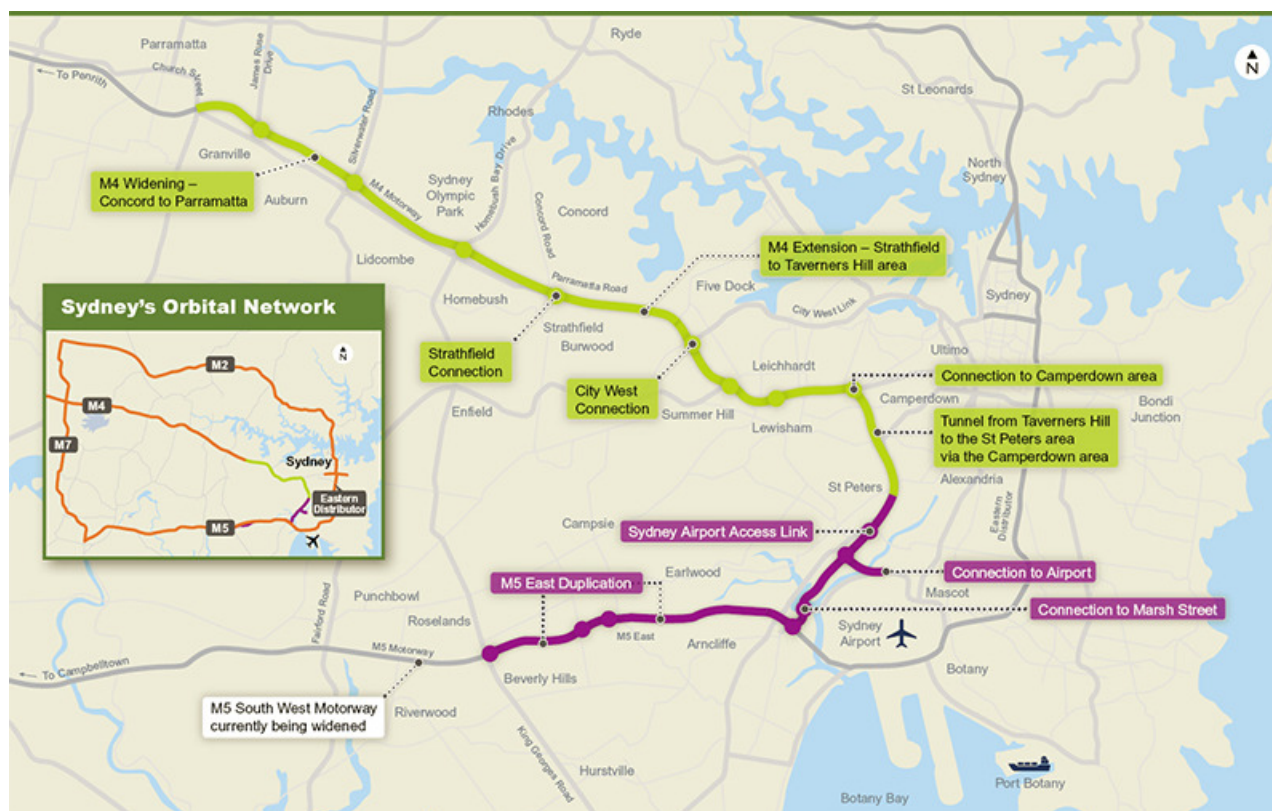 Ryde
Parramatta
Church Street
James Ruse
Drive
To Penrith
N
St Leonards
Silverwater Road
Rhodes
Granville
M4 Widening –
Concord to Parramatta
Auburn
M4 Motorway
Sydney
Olympic
Park
Homebush Bay Drive
Concord Road
Concord
North
Sydney
M4 Extension – Strathfield
to Taverners Hill area
Lidcombe
Parramatta Road
Five Dock
Homebush
City West Link
Sydney
Sydney's Orbital Network
N
M2
M4
M7
Sydney
Eastern
Distributor
M5
Strathfield
Burwood
Strathfield
Connection
City West
Connection
Leichhardt
Ultimo
Connection to Camperdown area
Enfield
Summer Hill
Camperdown
Bondi
Junction
Lewisham
Tunnel from Taverners Hill
to the St Peters area
via the Camperdown area
Alexandria
St Peters
Eastern
Distributor
Campsie
Sydney Airport Access Link
M5 East Duplication
Earlwood
Connection to Airport
Punchbowl
Mascot
Fairford Road
Roselands
Connection to Marsh Street
M5 East
Sydney
Airport
Arncliffe
M5 Motorway
To Campbelltown
Botany
Beverly Hills
M5 South West Motorway
currently being widened
Riverwood
King Georges Road
Hurstville
Port Botany
Botany Bay